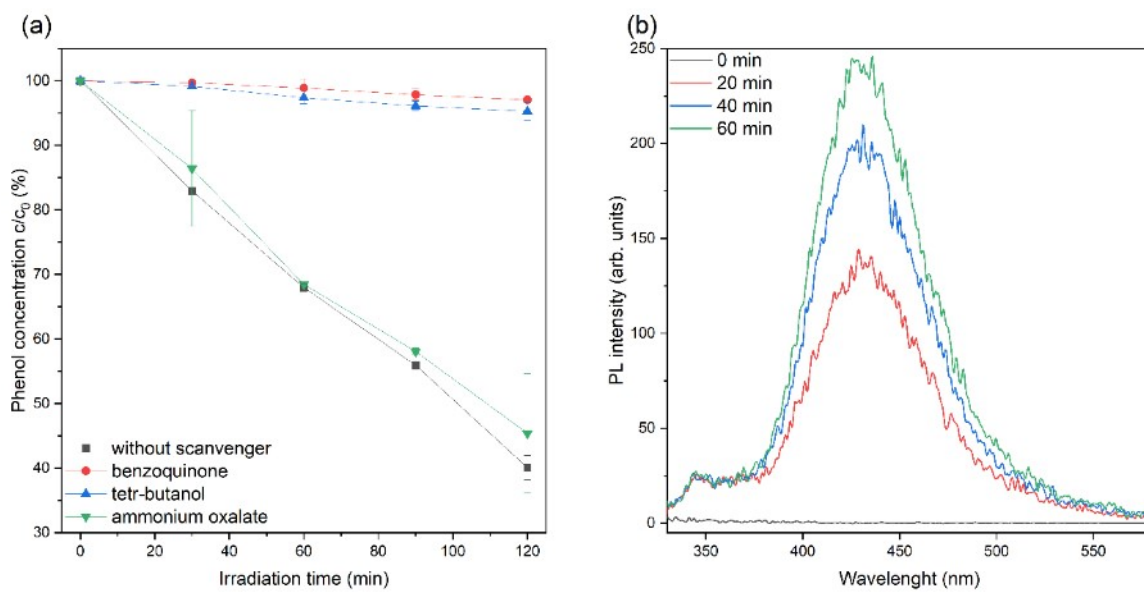 (a)
100
90
80
70
60
50
40
30
Phenol concentration c/c₀ (%)
without scanvenger
benzoquinone
tetr-butanol
ammonium oxalate
0 20 40 60 80 100 120
Irradiation time (min)
(b)
250
200
150
100
50
0
PL intensity (arb. units)
0 min
20 min
40 min
60 min
350 400 450 500 550
Wavelenght (nm)